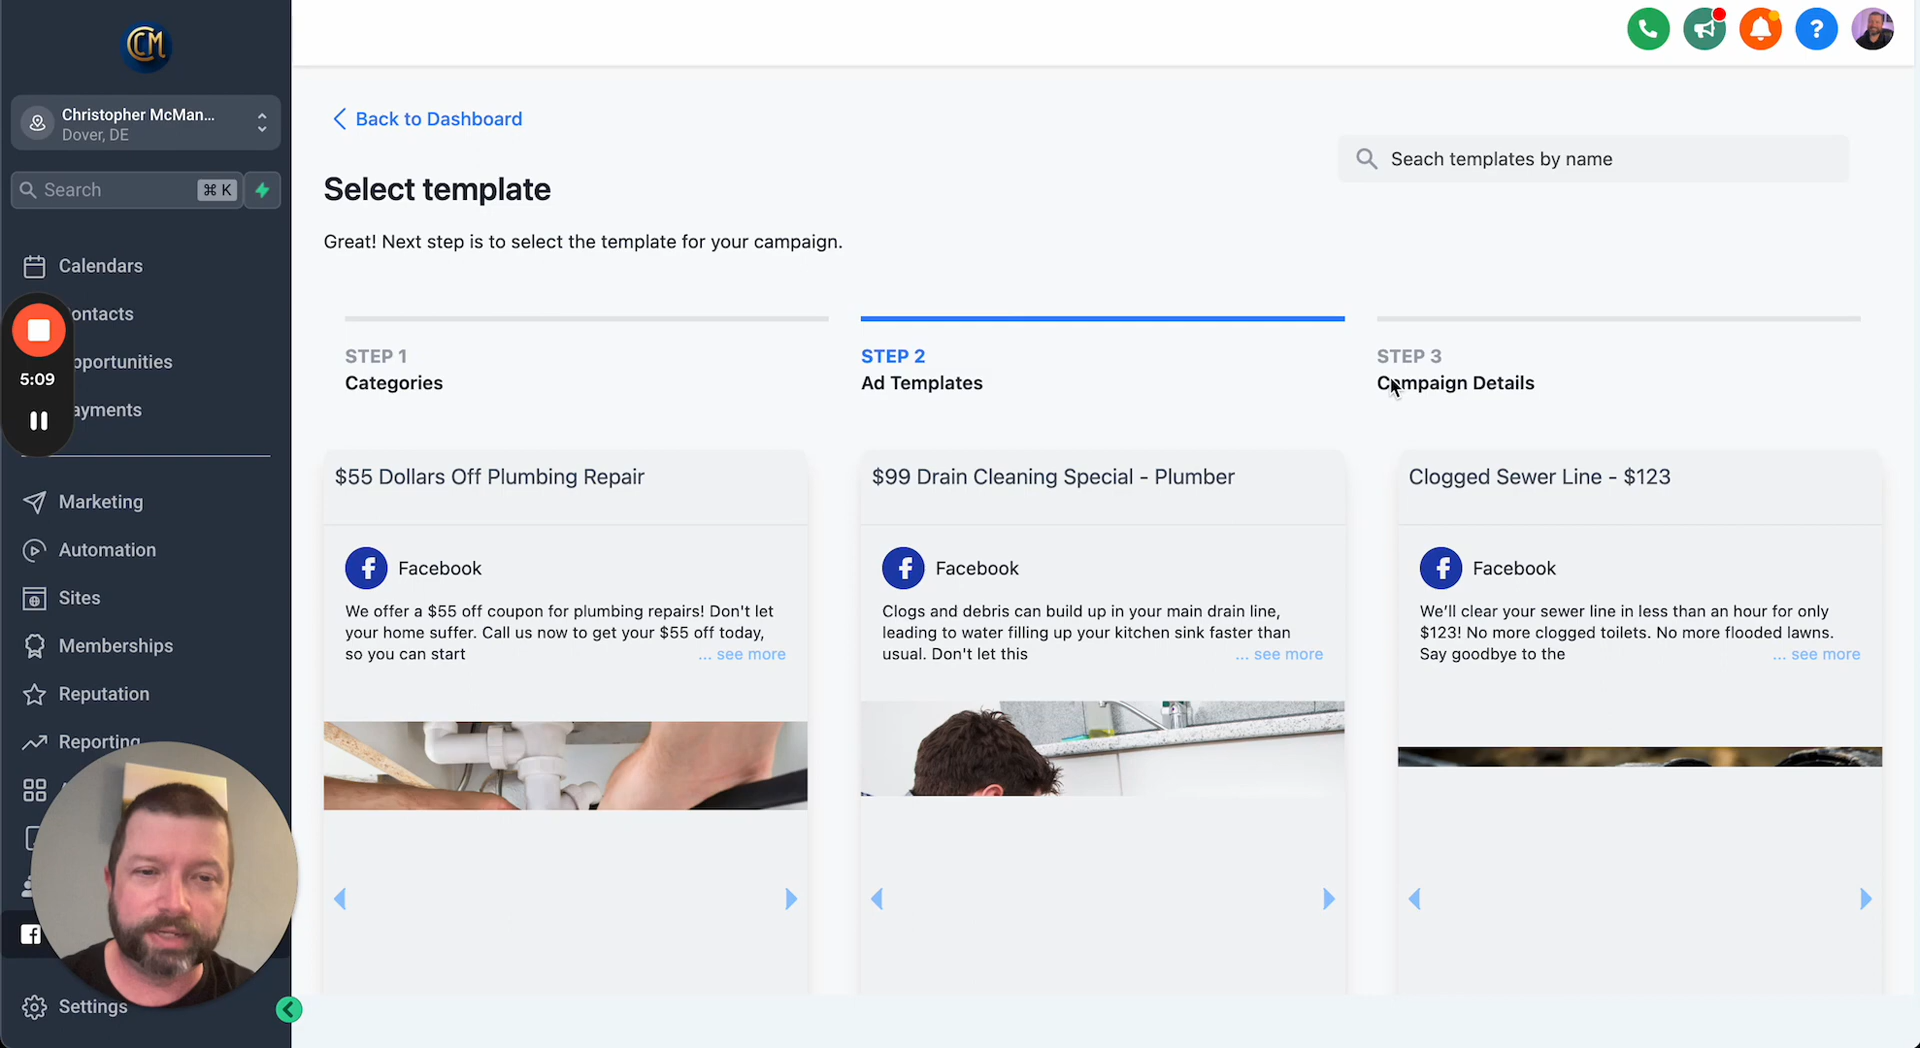 CM
Christopher McMan...
Dover, DE
Search
⌘ K
Calendars
ontacts
pportunities
ayments
5:09
Marketing
Automation
Sites
Memberships
Reputation
Reporting
Settings
?
Back to Dashboard
Seach templates by name
Select template
Great! Next step is to select the template for your campaign.
STEP 1
Categories
STEP 2
Ad Templates
STEP 3
Campaign Details
$55 Dollars Off Plumbing Repair
Facebook
We offer a $55 off coupon for plumbing repairs! Don't let
your home suffer. Call us now to get your $55 off today,
so you can start ... see more
$99 Drain Cleaning Special - Plumber
Facebook
Clogs and debris can build up in your main drain line,
leading to water filling up your kitchen sink faster than
usual. Don't let this ... see more
Clogged Sewer Line - $123
Facebook
We'll clear your sewer line in less than an hour for only
$123! No more clogged toilets. No more flooded lawns.
Say goodbye to the ... see more